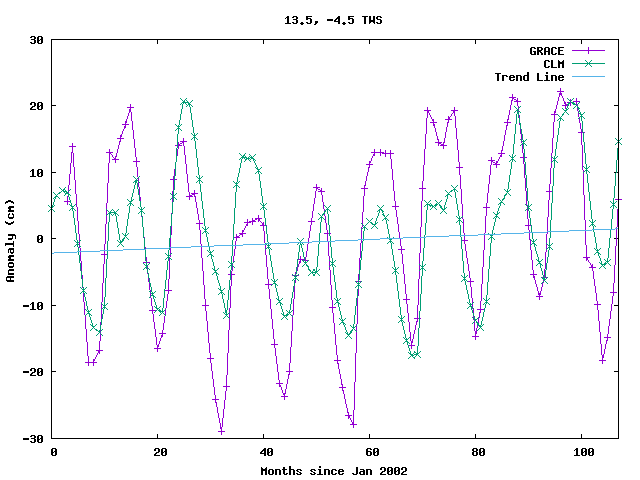 13.5, -4.5 TWS
30
20
10
0
-10
-20
-30
Anomaly (cm)
GRACE
CLM
Trend Line
0 20 40 60 80 100
Months since Jan 2002